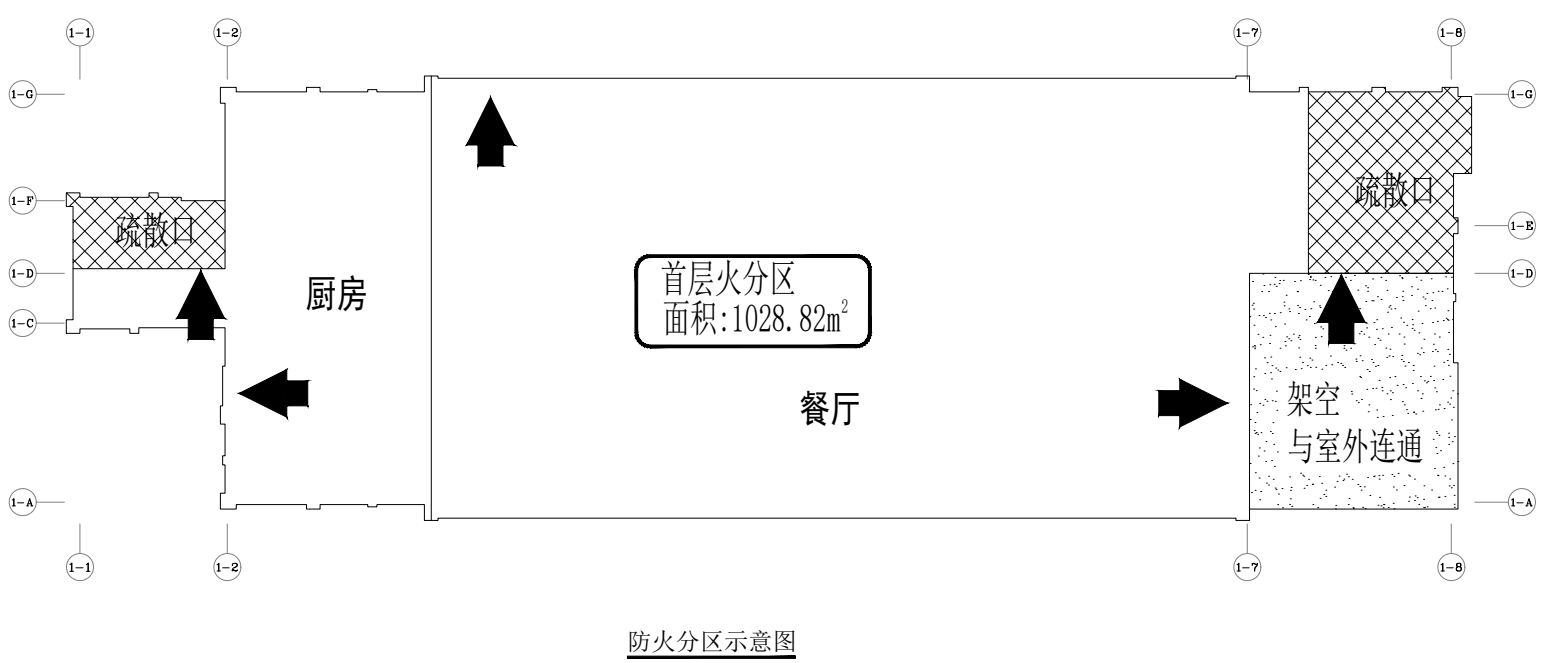 1-1
1-2
1-7
1-8
1-G
1-G
1-F
疏散口
疏散口
1-E
1-D
厨房
首层火分区
面积:1028.82m²
1-D
1-C
餐厅
架空
与室外连通
1-A
1-A
1-1
1-2
1-7
1-8
防火分区示意图